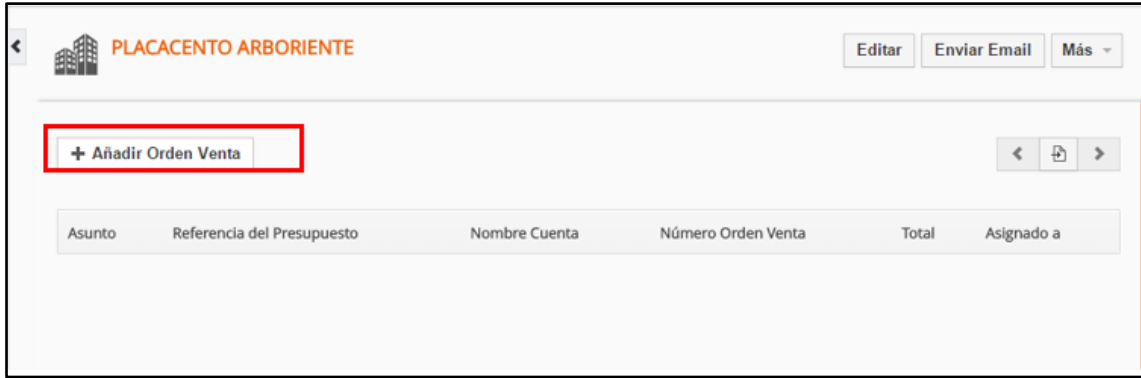 PLACACENTO ARBORIENTE
Editar Enviar Email Más
+ Añadir Orden Venta
Asunto Referencia del Presupuesto Nombre Cuenta Número Orden Venta Total Asignado a